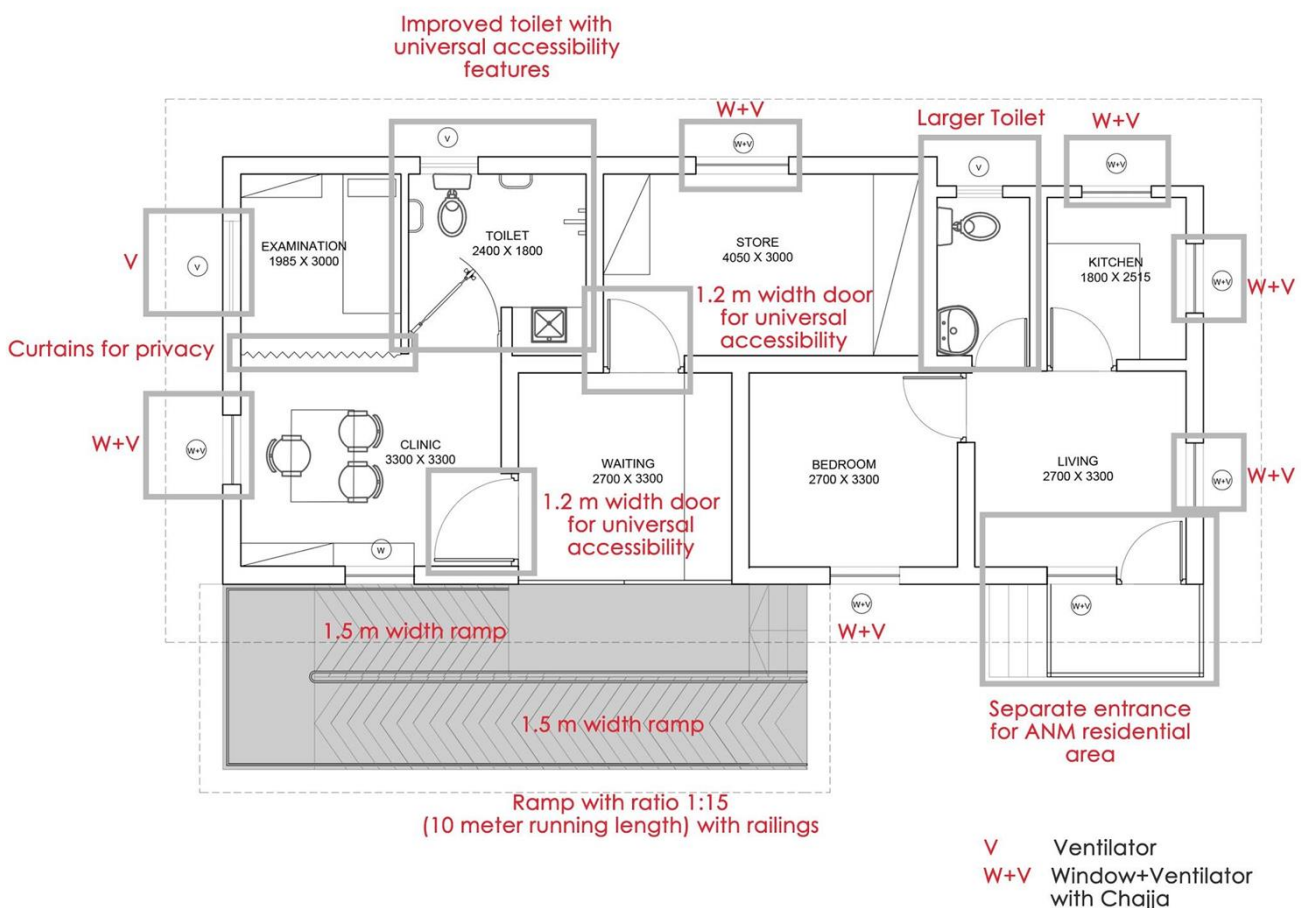 Improved toilet with
universal accessibility
features
W+V
Larger Toilet
W+V
V
W+V
V
W+V
EXAMINATION
1985 X 3000
TOILET
2400 X 1800
STORE
4050 X 3000
KITCHEN
1800 X 2515
V
V
W+V
W+V
1.2 m width door
for universal
accessibility
Curtains for privacy
W+V
W+V
CLINIC
3300 X 3300
WAITING
2700 X 3300
BEDROOM
2700 X 3300
LIVING
2700 X 3300
W+V
W+V
1.2 m width door
for universal
accessibility
W
W+V
W+V
W+V
1.5 m width ramp
1.5 m width ramp
Separate entrance
for ANM residential
area
Ramp with ratio 1:15
(10 meter running length) with railings
V Ventilator
W+V Window+Ventilator
with Chajja